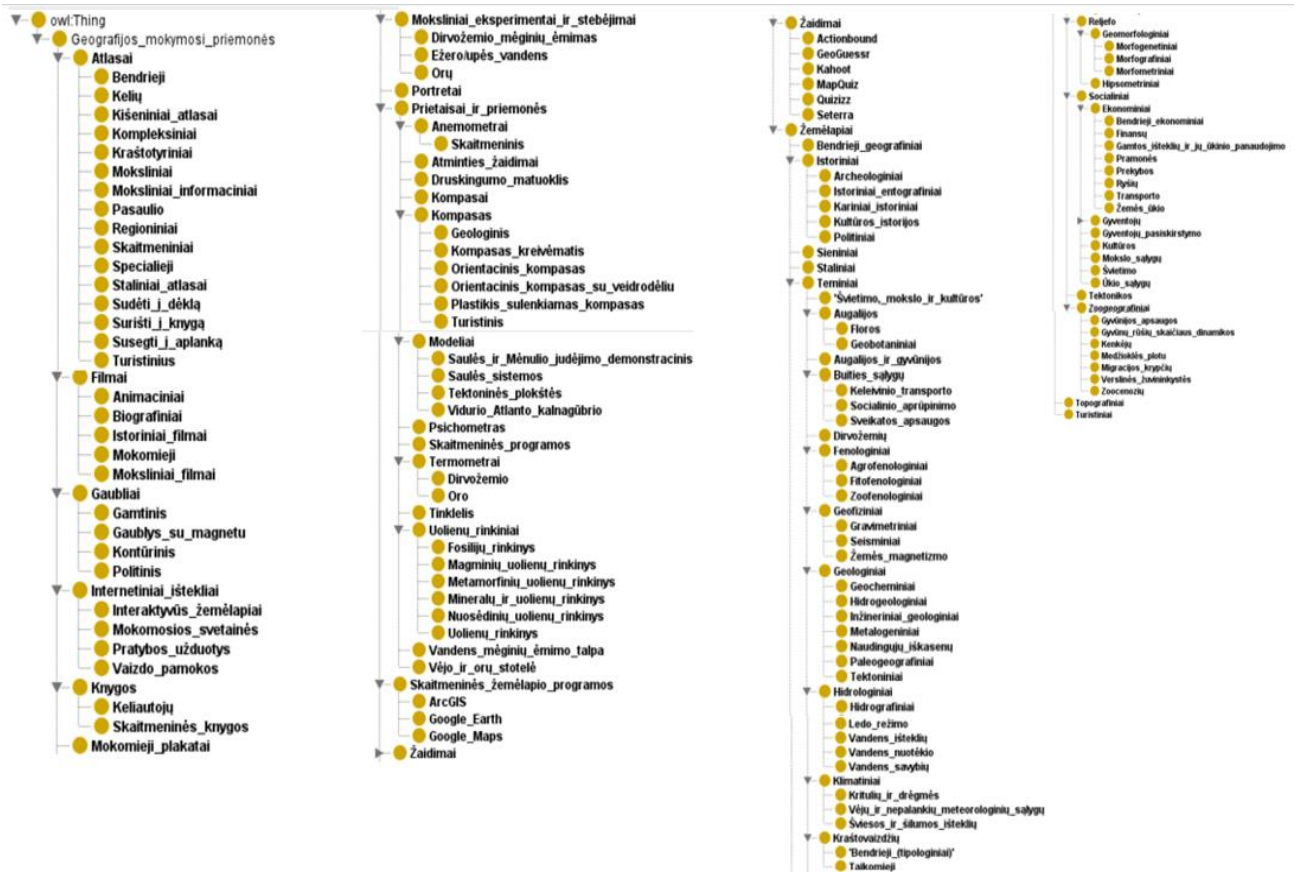 owl:Thing
Geografijos_mokymosi_priemonės
Atlasai
Bendrieji
Kelių
Kišeniniai_atlasai
Kompleksiniai
Kraštotyriniai
Moksliniai
Moksliniai_informaciniai
Pasaulio
Regioniniai
Skaitmeniniai
Specialieji
Staliniai_atlasai
Sudėti_į_dėklą
Surišti_į_knygą
Susegti_į_aplanką
Turistinius
Filmai
Animaciniai
Biografiniai
Istoriniai_filmai
Mokomieji
Moksliniai_filmai
Gaubliai
Gamtinis
Gaublys_su_magnetu
Kontūrinis
Politinis
Internetiniai_ištekliai
Interaktyvūs_žemėlapiai
Mokomosios_svetainės
Pratybos_užduotys
Vaizdo_pamokos
Knygos
Keliautojų
Skaitmeninės_knygos
Mokomieji_plakatai
Moksliniai_eksperimentai_ir_stebėjimai
Dirvožemio_mėginių_ėmimas
Ežero/upės_vandens
Orų
Portretai
Prietaisai_ir_priemonės
Anemometrai
Skaitmeninis
Atminties_žaidimai
Druskingumo_matuoklis
Kompasai
Kompasas
Geologinis
Kompasas_kreivėmatis
Orientacinis_kompasas
Orientacinis_kompasas_su_veidrodėliu
Plastikis_sulenkiamas_kompasas
Turistinis
Modeliai
Saulės_ir_Mėnulio_judėjimo_demonstracinis
Saulės_sistemos
Tektoninės_plokštės
Vidurio_Atlanto_kalnagūbrio
Psichometras
Skaitmeninės_programos
Termometrai
Dirvožemio
Oro
Tinklelis
Uolienų_rinkiniai
Fosilijų_rinkinys
Magminių_uolienų_rinkinys
Metamorfinių_uolienų_rinkinys
Mineralų_ir_uolienų_rinkinys
Nuosėdinių_uolienų_rinkinys
Uolienų_rinkinys
Vandens_mėginių_ėmimo_talpa
Vėjo_ir_orų_stotelė
Skaitmeninės_žemėlapio_programos
ArcGIS
Google_Earth
Google_Maps
Žaidimai
Žaidimai
Actionbound
GeoGuessr
Kahoot
MapQuiz
Quizizz
Seterra
Žemėlapiai
Bendrieji_geografiniai
Istoriniai
Archeologiniai
Istoriniai_entografiniai
Kariniai_istoriniai
Kultūros_istorijos
Politiniai
Sieniniai
Staliniai
Teminiai
'Švietimo,_mokslo_ir_kultūros'
Augalijos
Floros
Geobotaniniai
Augalijos_ir_gyvūnijos
Buities_sąlygų
Keleivinio_transporto
Socialinio_aprūpinimo
Sveikatos_apsaugos
Dirvožemių
Fenologiniai
Agrofenologiniai
Fitofenologiniai
Zoofenologiniai
Geofiziniai
Gravimetriniai
Seisminiai
Žemės_magnetizmo
Geologiniai
Geocheminiai
Hidrogeologiniai
Inžineriniai_geologiniai
Metalogeniniai
Naudingųjų_iškasenų
Paleogeografiniai
Tektoniniai
Hidrologiniai
Hidrografiniai
Ledo_režimo
Vandens_išteklių
Vandens_nuotėkio
Vandens_savybių
Klimatiniai
Kritulių_ir_drėgmės
Vėjų_ir_nepalankių_meteorologinių_sąlygų
Šviesos_ir_šilumos_išteklių
Kraštovaizdžių
'Bendrieji_(tipologiniai)'
Taikomieji
Reljefo
Geomorfologiniai
Morfogenetiniai
Morfografiniai
Morfometriniai
Hipsometriniai
Socialiniai
Ekonominiai
Bendrieji_ekonominiai
Finansų
Gamtos_išteklių_ir_jų_ūkinio_panaudojimo
Pramonės
Prekybos
Ryšių
Transporto
Žemės_ūkio
Gyventojų
Gyventojų_pasiskirstymo
Kultūros
Mokslo_sąlygų
Švietimo
Ūkio_sąlygų
Tektonikos
Zoogeografiniai
Gyvūnijos_apsaugos
Gyvūnų_rūšių_skaičiaus_dinamikos
Kenkėjų
Medžioklės_plotų
Migracijos_krypčių
Verslinės_žuvininkystės
Zoocenozių
Topografiniai
Turistiniai